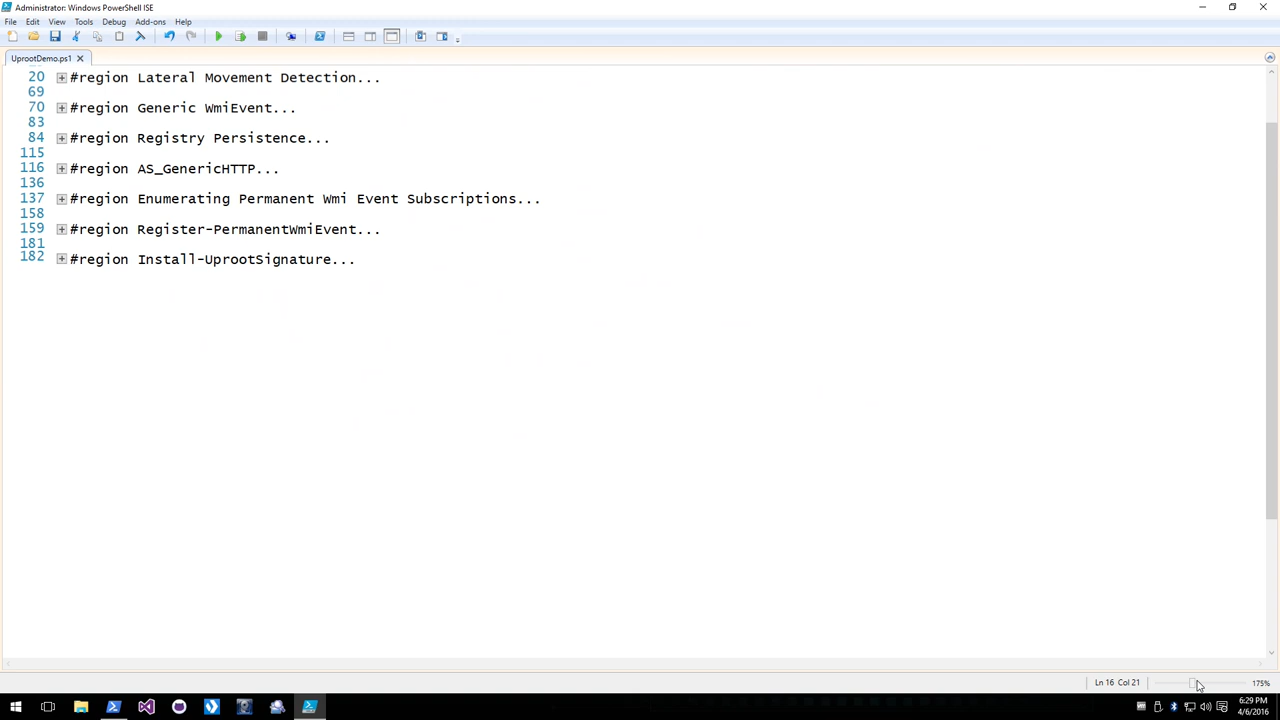 Administrator: Windows PowerShell ISE
File Edit View Tools Debug Add-ons Help
UprootDemo.ps1
20 #region Lateral Movement Detection...
69
70 #region Generic WmiEvent...
83
84 #region Registry Persistence...
115
116 #region AS_GenericHTTP...
136
137 #region Enumerating Permanent Wmi Event Subscriptions...
158
159 #region Register-PermanentWmiEvent...
181
182 #region Install-UprootSignature...
Ln 16 Col 21 175%
6:29 PM
4/6/2016